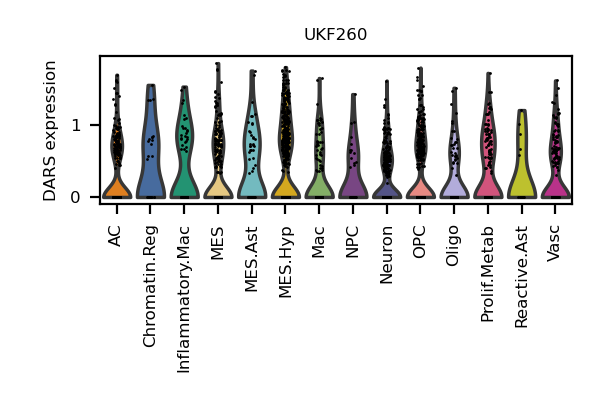 UKF260
DARS expression
1
0
AC
Chromatin.Reg
Inflammatory.Mac
MES
MES.Ast
MES.Hyp
Mac
NPC
Neuron
OPC
Oligo
Prolif.Metab
Reactive.Ast
Vasc